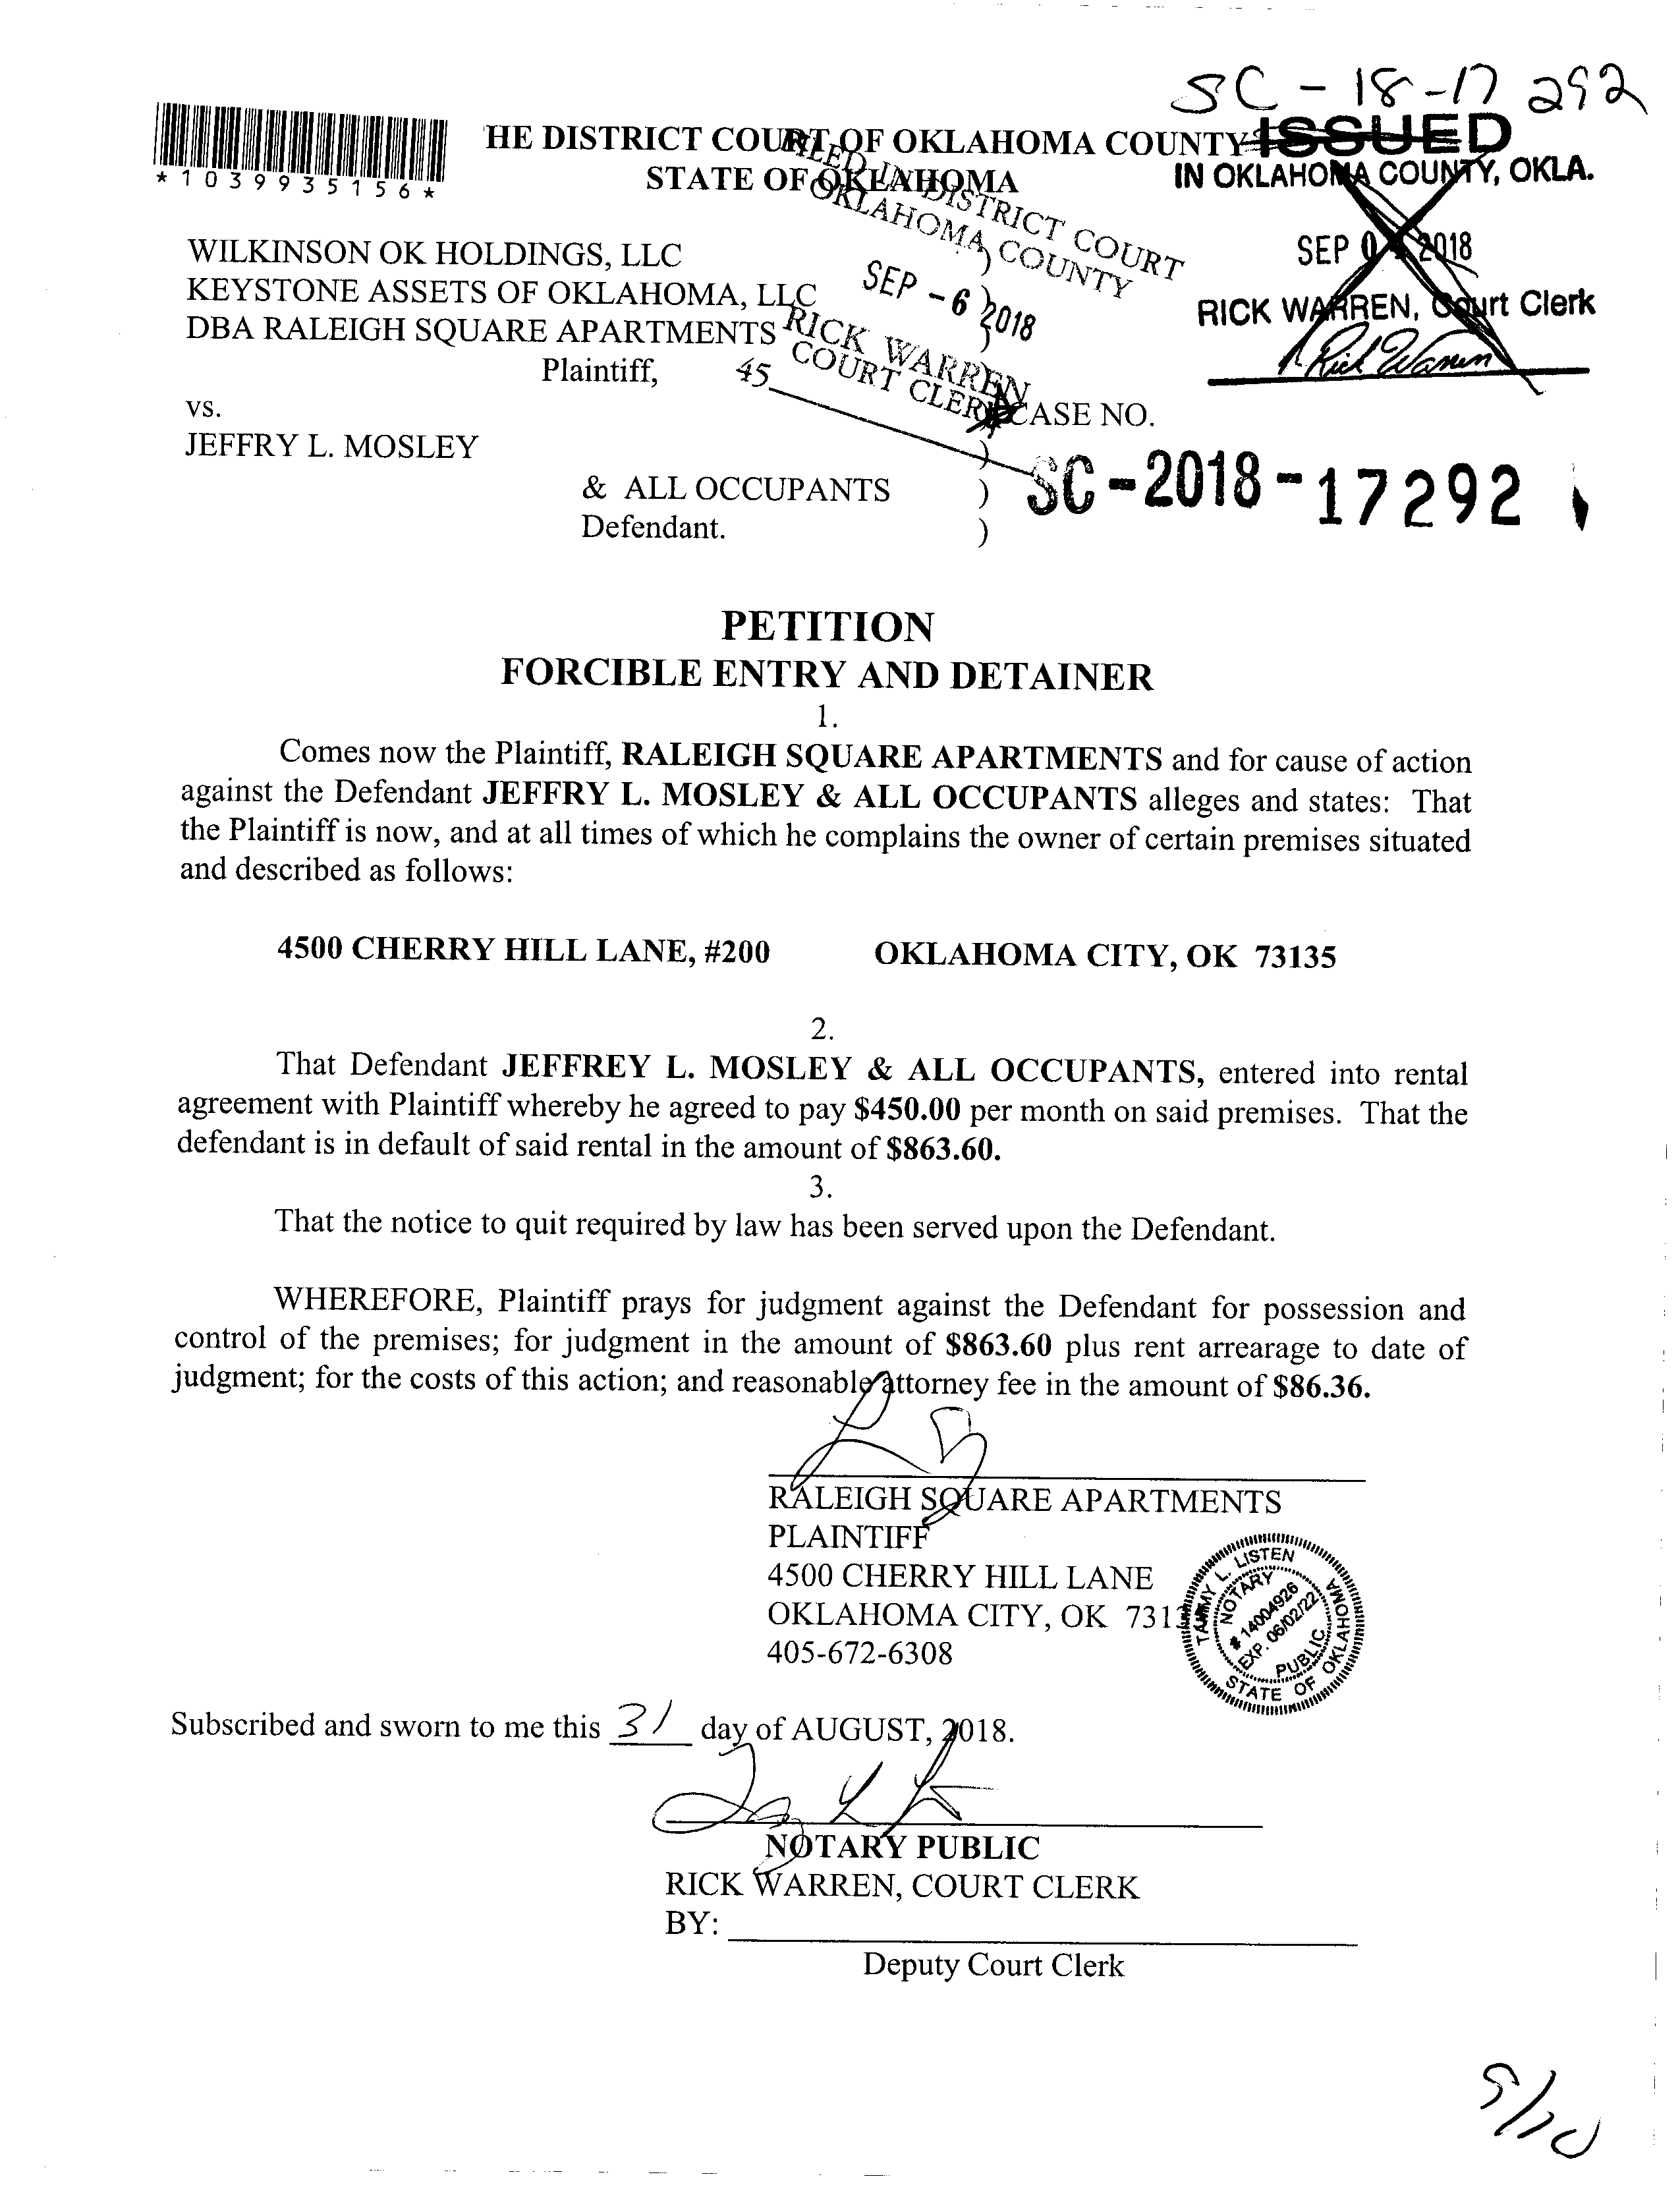 SC-18-17292
*1039935156*
HE DISTRICT COURT OF OKLAHOMA COUNTY
STATE OF OKLAHOMA
ISSUED
IN OKLAHOMA COUNTY, OKLA.
SEP 2018
RICK WARREN, Court Clerk
Rick Warren
FILED IN DISTRICT COURT
OKLAHOMA COUNTY
SEP -6 2018
RICK WARREN
COURT CLERK
45
WILKINSON OK HOLDINGS, LLC )
KEYSTONE ASSETS OF OKLAHOMA, LLC )
DBA RALEIGH SQUARE APARTMENTS )
Plaintiff,
vs. CASE NO.
JEFFRY L. MOSLEY )
& ALL OCCUPANTS ) SC-2018-17292
Defendant. )
PETITION
FORCIBLE ENTRY AND DETAINER
1.
Comes now the Plaintiff, RALEIGH SQUARE APARTMENTS and for cause of action
against the Defendant JEFFRY L. MOSLEY & ALL OCCUPANTS alleges and states: That
the Plaintiff is now, and at all times of which he complains the owner of certain premises situated
and described as follows:
4500 CHERRY HILL LANE, #200 OKLAHOMA CITY, OK 73135
2.
That Defendant JEFFREY L. MOSLEY & ALL OCCUPANTS, entered into rental
agreement with Plaintiff whereby he agreed to pay $450.00 per month on said premises. That the
defendant is in default of said rental in the amount of $863.60.
3.
That the notice to quit required by law has been served upon the Defendant.
WHEREFORE, Plaintiff prays for judgment against the Defendant for possession and
control of the premises; for judgment in the amount of $863.60 plus rent arrearage to date of
judgment; for the costs of this action; and reasonable attorney fee in the amount of $86.36.
RALEIGH SQUARE APARTMENTS
PLAINTIFF
4500 CHERRY HILL LANE
OKLAHOMA CITY, OK 731
405-672-6308
TAMMY L. LISTEN
NOTARY
# 14004926
EXP. 06/02/22
PUBLIC
STATE OF OKLAHOMA
Subscribed and sworn to me this 31 day of AUGUST, 2018.
NOTARY PUBLIC
RICK WARREN, COURT CLERK
BY:
Deputy Court Clerk